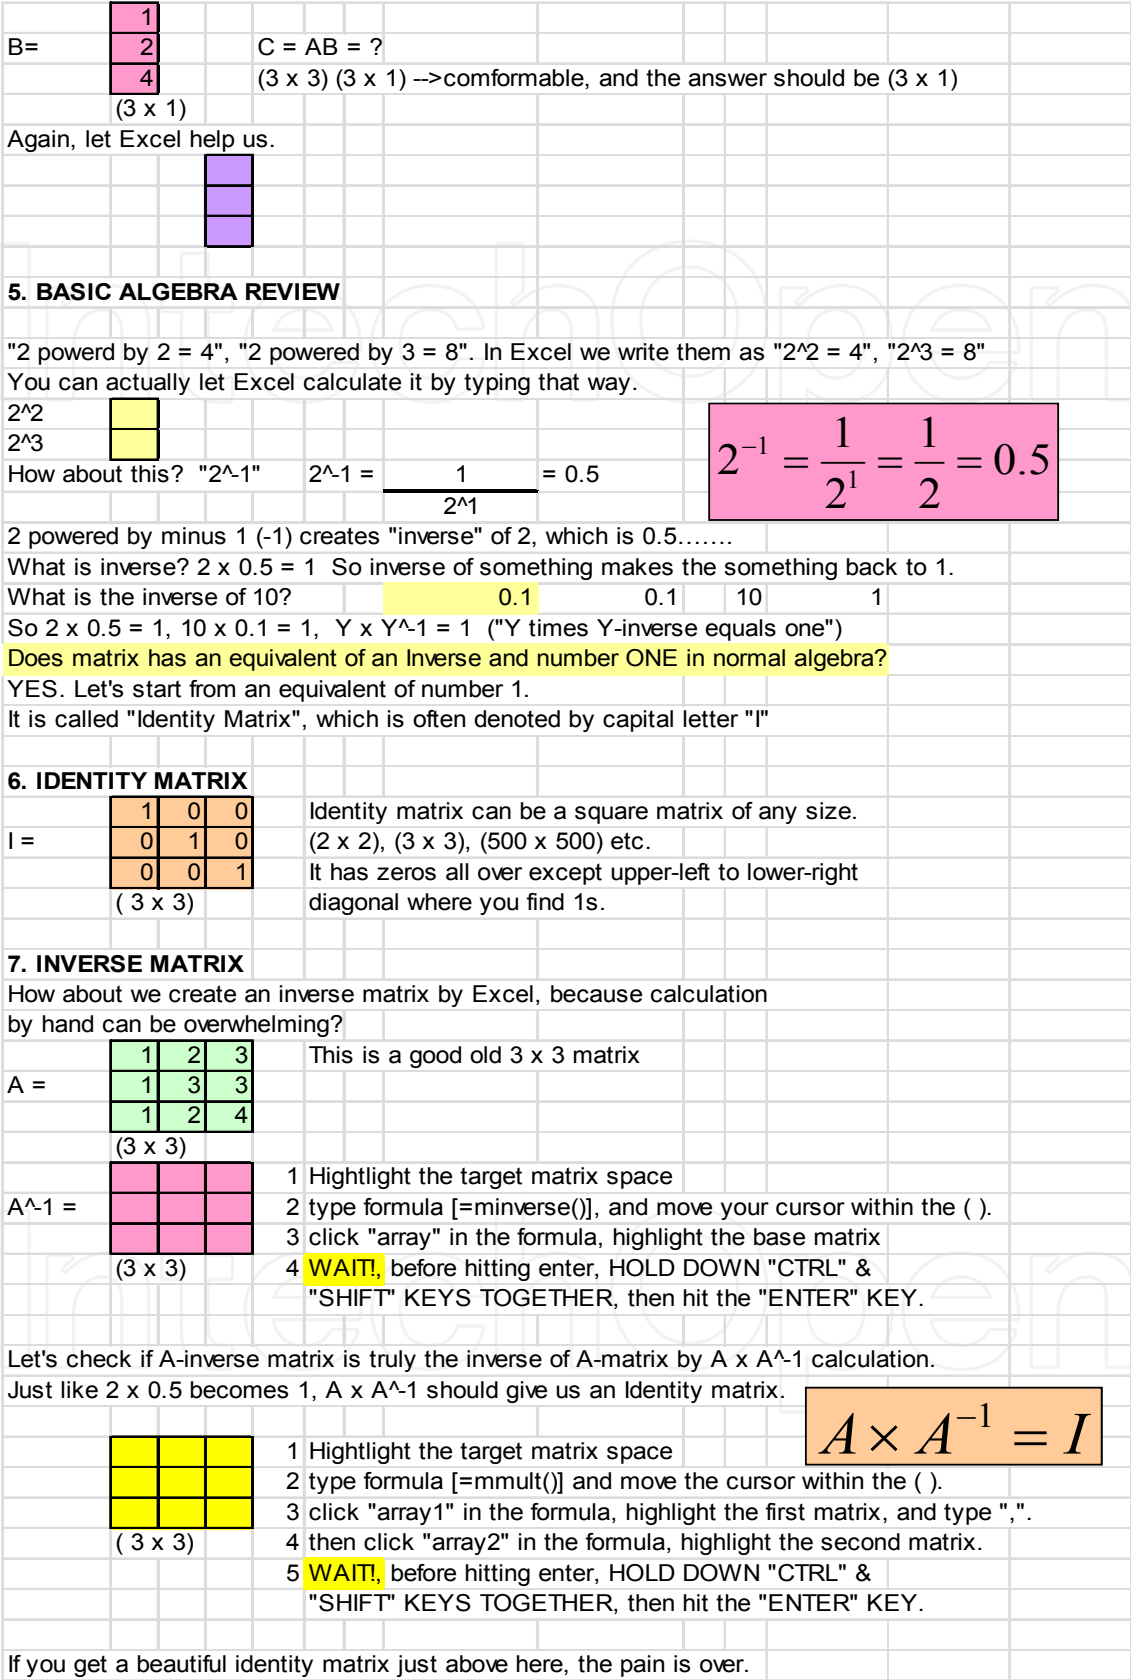 1
B= 2 C = AB = ?
4 (3 x 3) (3 x 1) -->comformable, and the answer should be (3 x 1)
(3 x 1)
Again, let Excel help us.
5. BASIC ALGEBRA REVIEW
"2 powerd by 2 = 4", "2 powered by 3 = 8". In Excel we write them as "2^2 = 4", "2^3 = 8"
You can actually let Excel calculate it by typing that way.
2^2
2^3
How about this? "2^-1" 2^-1 = 1 = 0.5
2^1
2⁻¹ = 1/2¹ = 1/2 = 0.5
2 powered by minus 1 (-1) creates "inverse" of 2, which is 0.5.......
What is inverse? 2 x 0.5 = 1 So inverse of something makes the something back to 1.
What is the inverse of 10? 0.1 0.1 10 1
So 2 x 0.5 = 1, 10 x 0.1 = 1, Y x Y^-1 = 1 ("Y times Y-inverse equals one")
Does matrix has an equivalent of an Inverse and number ONE in normal algebra?
YES. Let's start from an equivalent of number 1.
It is called "Identity Matrix", which is often denoted by capital letter "I"
6. IDENTITY MATRIX
1 0 0 Identity matrix can be a square matrix of any size.
I = 0 1 0 (2 x 2), (3 x 3), (500 x 500) etc.
0 0 1 It has zeros all over except upper-left to lower-right
( 3 x 3) diagonal where you find 1s.
7. INVERSE MATRIX
How about we create an inverse matrix by Excel, because calculation
by hand can be overwhelming?
1 2 3 This is a good old 3 x 3 matrix
A = 1 3 3
1 2 4
(3 x 3)
1 Hightlight the target matrix space
A^-1 = 2 type formula [=minverse()], and move your cursor within the ( ).
3 click "array" in the formula, highlight the base matrix
(3 x 3) 4 WAIT!, before hitting enter, HOLD DOWN "CTRL" &
"SHIFT" KEYS TOGETHER, then hit the "ENTER" KEY.
Let's check if A-inverse matrix is truly the inverse of A-matrix by A x A^-1 calculation.
Just like 2 x 0.5 becomes 1, A x A^-1 should give us an Identity matrix.
A × A⁻¹ = I
1 Hightlight the target matrix space
2 type formula [=mmult()] and move the cursor within the ( ).
3 click "array1" in the formula, highlight the first matrix, and type ",".
( 3 x 3) 4 then click "array2" in the formula, highlight the second matrix.
5 WAIT!, before hitting enter, HOLD DOWN "CTRL" &
"SHIFT" KEYS TOGETHER, then hit the "ENTER" KEY.
If you get a beautiful identity matrix just above here, the pain is over.
IntechOpen
IntechOpen